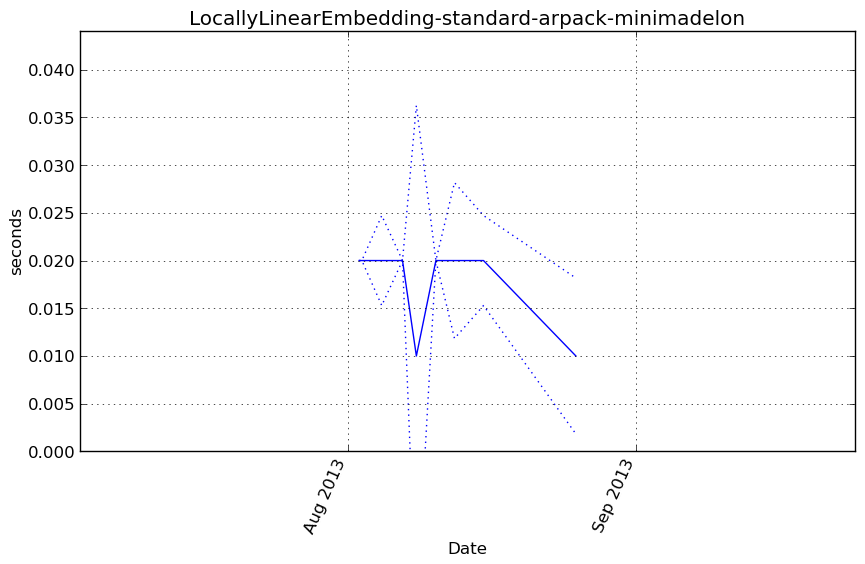 LocallyLinearEmbedding-standard-arpack-minimadelon
0.040
0.035
0.030
0.025
0.020
0.015
0.010
0.005
0.000
seconds
Aug 2013
Sep 2013
Date